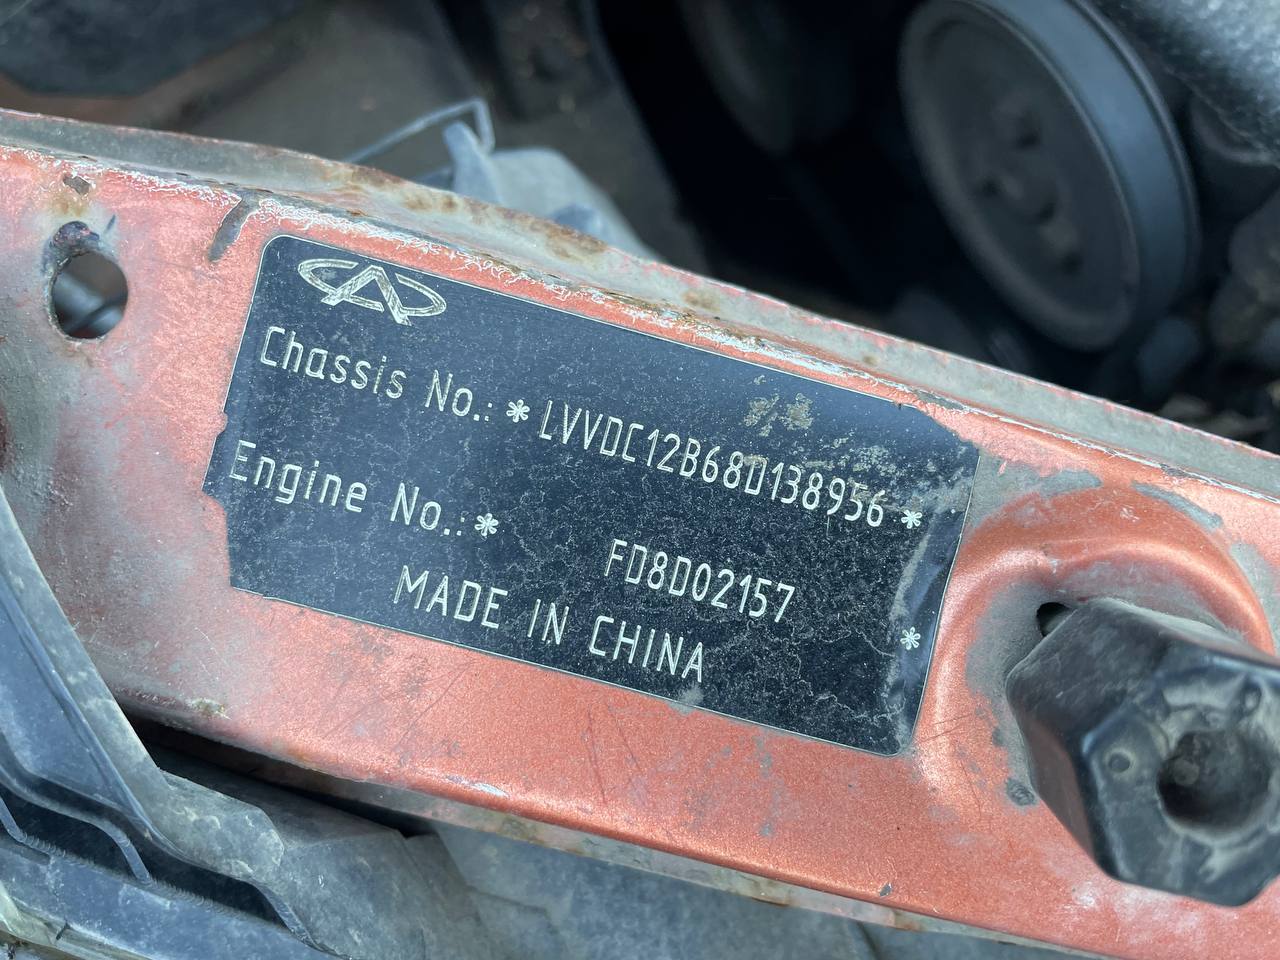 Chassis No.: *LVVDC12B68D138956*
Engine No.:* FD8D02157 *
MADE IN CHINA